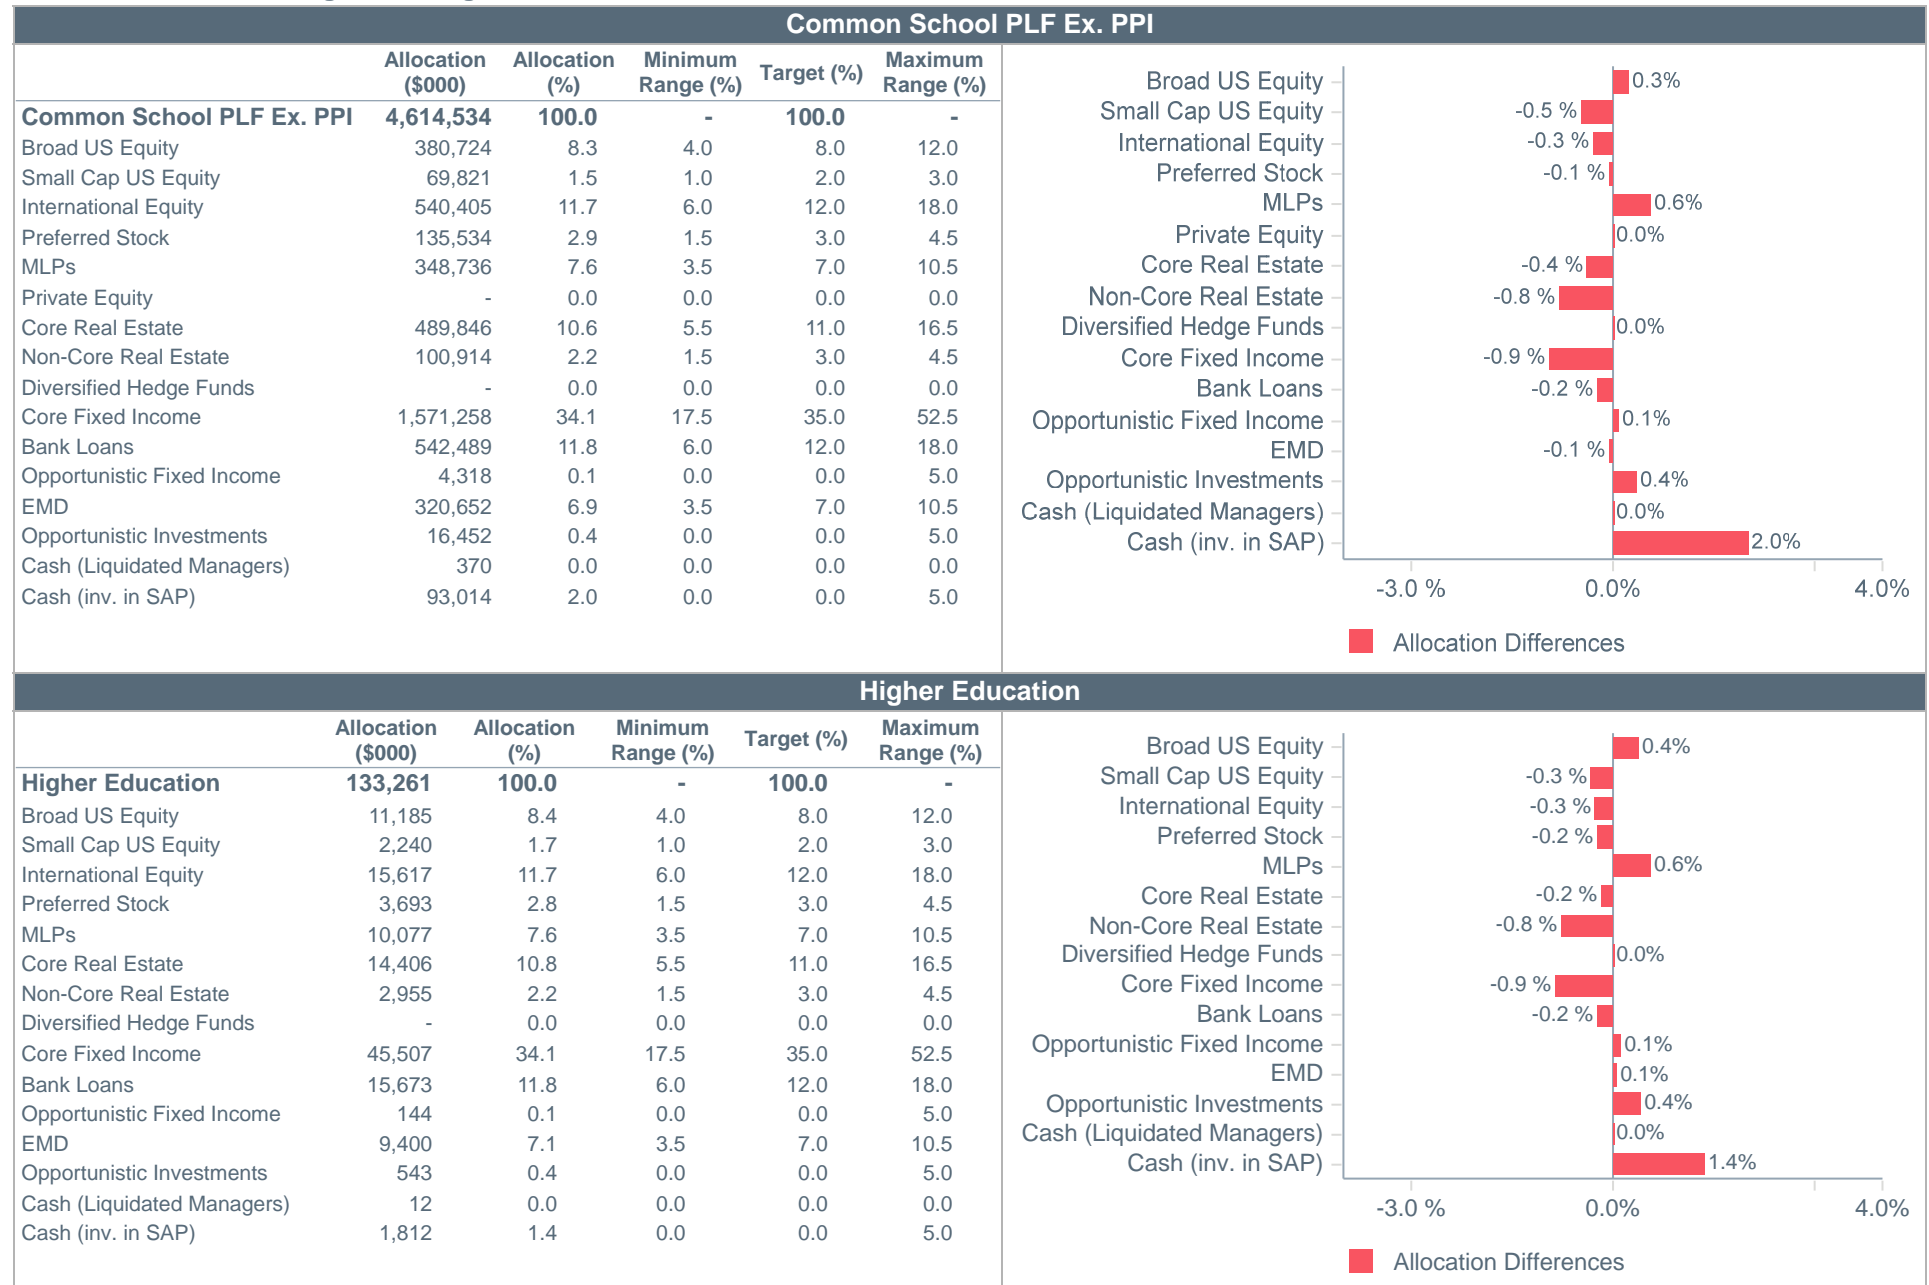 Common School PLF Ex. PPI
Allocation ($000) Allocation (%) Minimum Range (%) Target (%) Maximum Range (%)
Common School PLF Ex. PPI 4,614,534 100.0 - 100.0 -
Broad US Equity 380,724 8.3 4.0 8.0 12.0
Small Cap US Equity 69,821 1.5 1.0 2.0 3.0
International Equity 540,405 11.7 6.0 12.0 18.0
Preferred Stock 135,534 2.9 1.5 3.0 4.5
MLPs 348,736 7.6 3.5 7.0 10.5
Private Equity - 0.0 0.0 0.0 0.0
Core Real Estate 489,846 10.6 5.5 11.0 16.5
Non-Core Real Estate 100,914 2.2 1.5 3.0 4.5
Diversified Hedge Funds - 0.0 0.0 0.0 0.0
Core Fixed Income 1,571,258 34.1 17.5 35.0 52.5
Bank Loans 542,489 11.8 6.0 12.0 18.0
Opportunistic Fixed Income 4,318 0.1 0.0 0.0 5.0
EMD 320,652 6.9 3.5 7.0 10.5
Opportunistic Investments 16,452 0.4 0.0 0.0 5.0
Cash (Liquidated Managers) 370 0.0 0.0 0.0 0.0
Cash (inv. in SAP) 93,014 2.0 0.0 0.0 5.0
Broad US Equity 0.3%
Small Cap US Equity -0.5 %
International Equity -0.3 %
Preferred Stock -0.1 %
MLPs 0.6%
Private Equity 0.0%
Core Real Estate -0.4 %
Non-Core Real Estate -0.8 %
Diversified Hedge Funds 0.0%
Core Fixed Income -0.9 %
Bank Loans -0.2 %
Opportunistic Fixed Income 0.1%
EMD -0.1 %
Opportunistic Investments 0.4%
Cash (Liquidated Managers) 0.0%
Cash (inv. in SAP) 2.0%
-3.0 % 0.0% 4.0%
Allocation Differences
Higher Education
Allocation ($000) Allocation (%) Minimum Range (%) Target (%) Maximum Range (%)
Higher Education 133,261 100.0 - 100.0 -
Broad US Equity 11,185 8.4 4.0 8.0 12.0
Small Cap US Equity 2,240 1.7 1.0 2.0 3.0
International Equity 15,617 11.7 6.0 12.0 18.0
Preferred Stock 3,693 2.8 1.5 3.0 4.5
MLPs 10,077 7.6 3.5 7.0 10.5
Core Real Estate 14,406 10.8 5.5 11.0 16.5
Non-Core Real Estate 2,955 2.2 1.5 3.0 4.5
Diversified Hedge Funds - 0.0 0.0 0.0 0.0
Core Fixed Income 45,507 34.1 17.5 35.0 52.5
Bank Loans 15,673 11.8 6.0 12.0 18.0
Opportunistic Fixed Income 144 0.1 0.0 0.0 5.0
EMD 9,400 7.1 3.5 7.0 10.5
Opportunistic Investments 543 0.4 0.0 0.0 5.0
Cash (Liquidated Managers) 12 0.0 0.0 0.0 0.0
Cash (inv. in SAP) 1,812 1.4 0.0 0.0 5.0
Broad US Equity 0.4%
Small Cap US Equity -0.3 %
International Equity -0.3 %
Preferred Stock -0.2 %
MLPs 0.6%
Core Real Estate -0.2 %
Non-Core Real Estate -0.8 %
Diversified Hedge Funds 0.0%
Core Fixed Income -0.9 %
Bank Loans -0.2 %
Opportunistic Fixed Income 0.1%
EMD 0.1%
Opportunistic Investments 0.4%
Cash (Liquidated Managers) 0.0%
Cash (inv. in SAP) 1.4%
-3.0 % 0.0% 4.0%
Allocation Differences